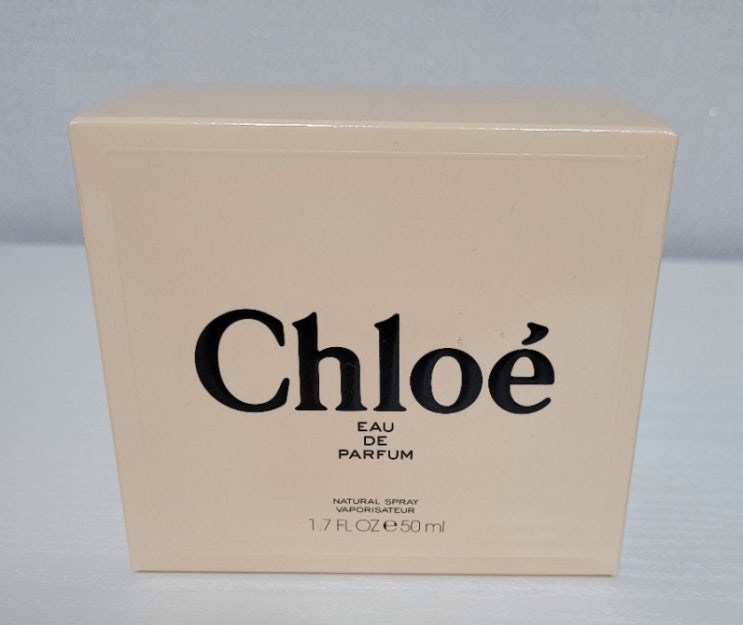 Chloé
EAU
DE
PARFUM
NATURAL SPRAY
VAPORISATEUR
1.7 FL OZ ℮ 50 ml